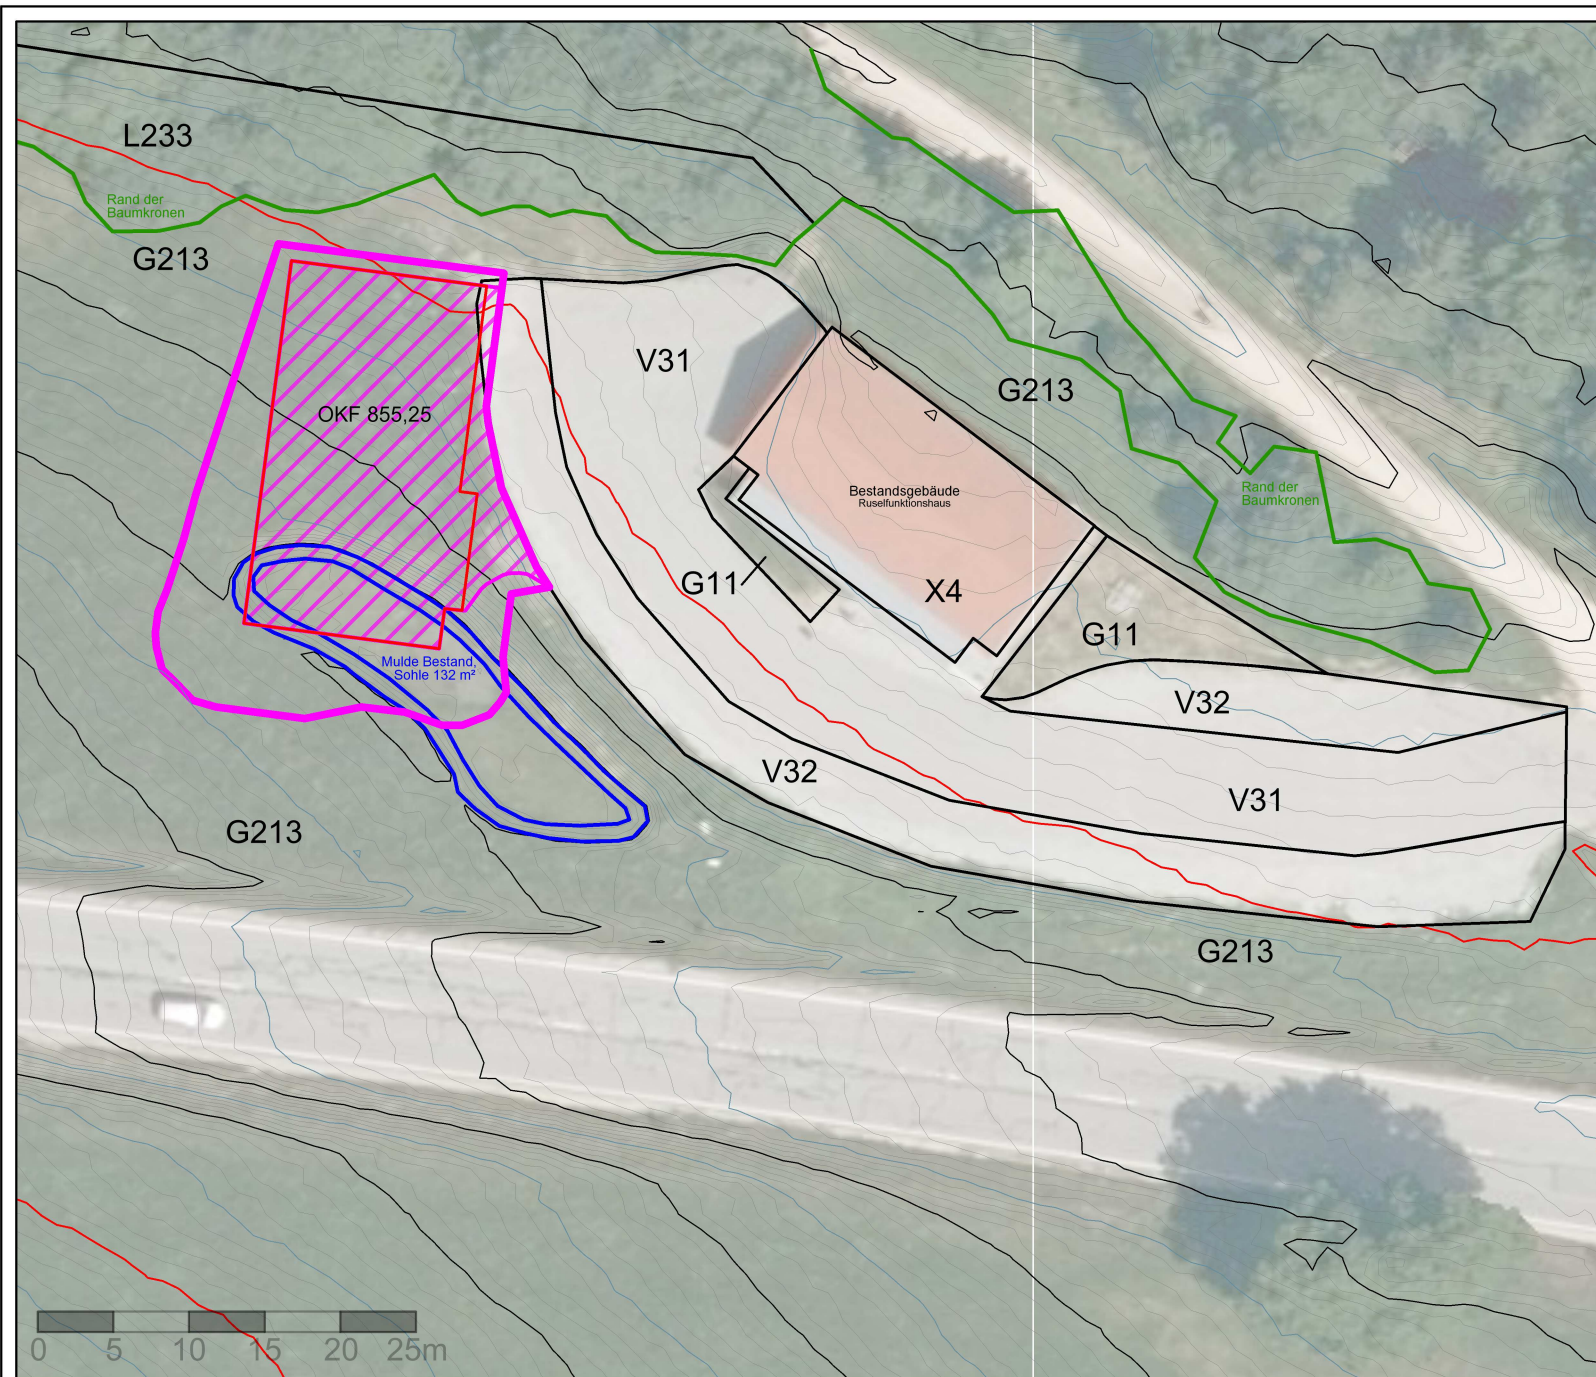 L233
Rand der
Baumkronen
G213
V31
G213
OKF 855,25
Bestandsgebäude
Ruselfunktionshaus
Rand der
Baumkronen
G11
X4
G11
Mulde Bestand,
Sohle 132 m²
V32
V32
V31
G213
G213
0 5 10 15 20 25m